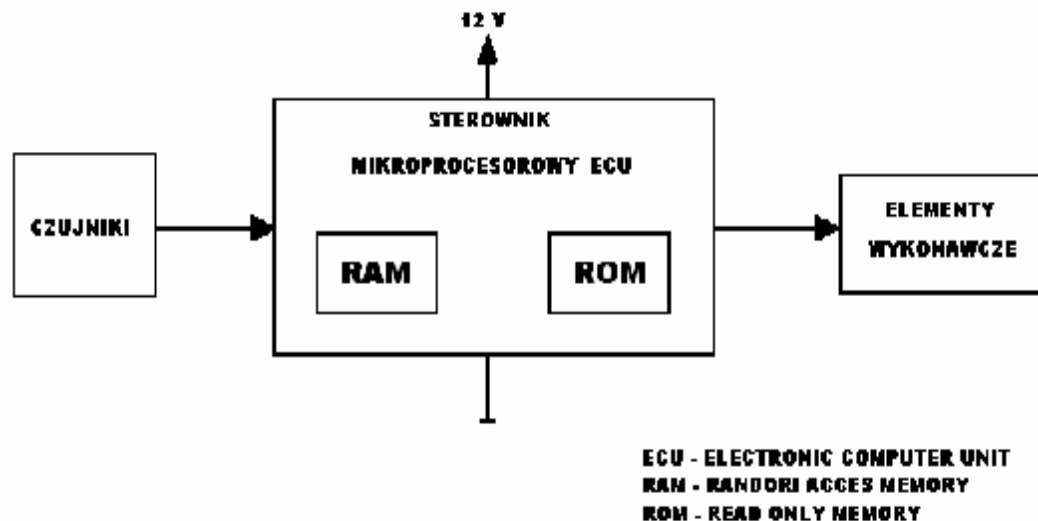 12 V
STEROWNIK
MIKROPROCESOROWY ECU
CZUJNIKI
RAM
ROM
ELEMENTY
WYKONAWCZE
ECU - ELECTRONIC COMPUTER UNIT
RAM - RANDORI ACCES MEMORY
ROM - READ ONLY MEMORY